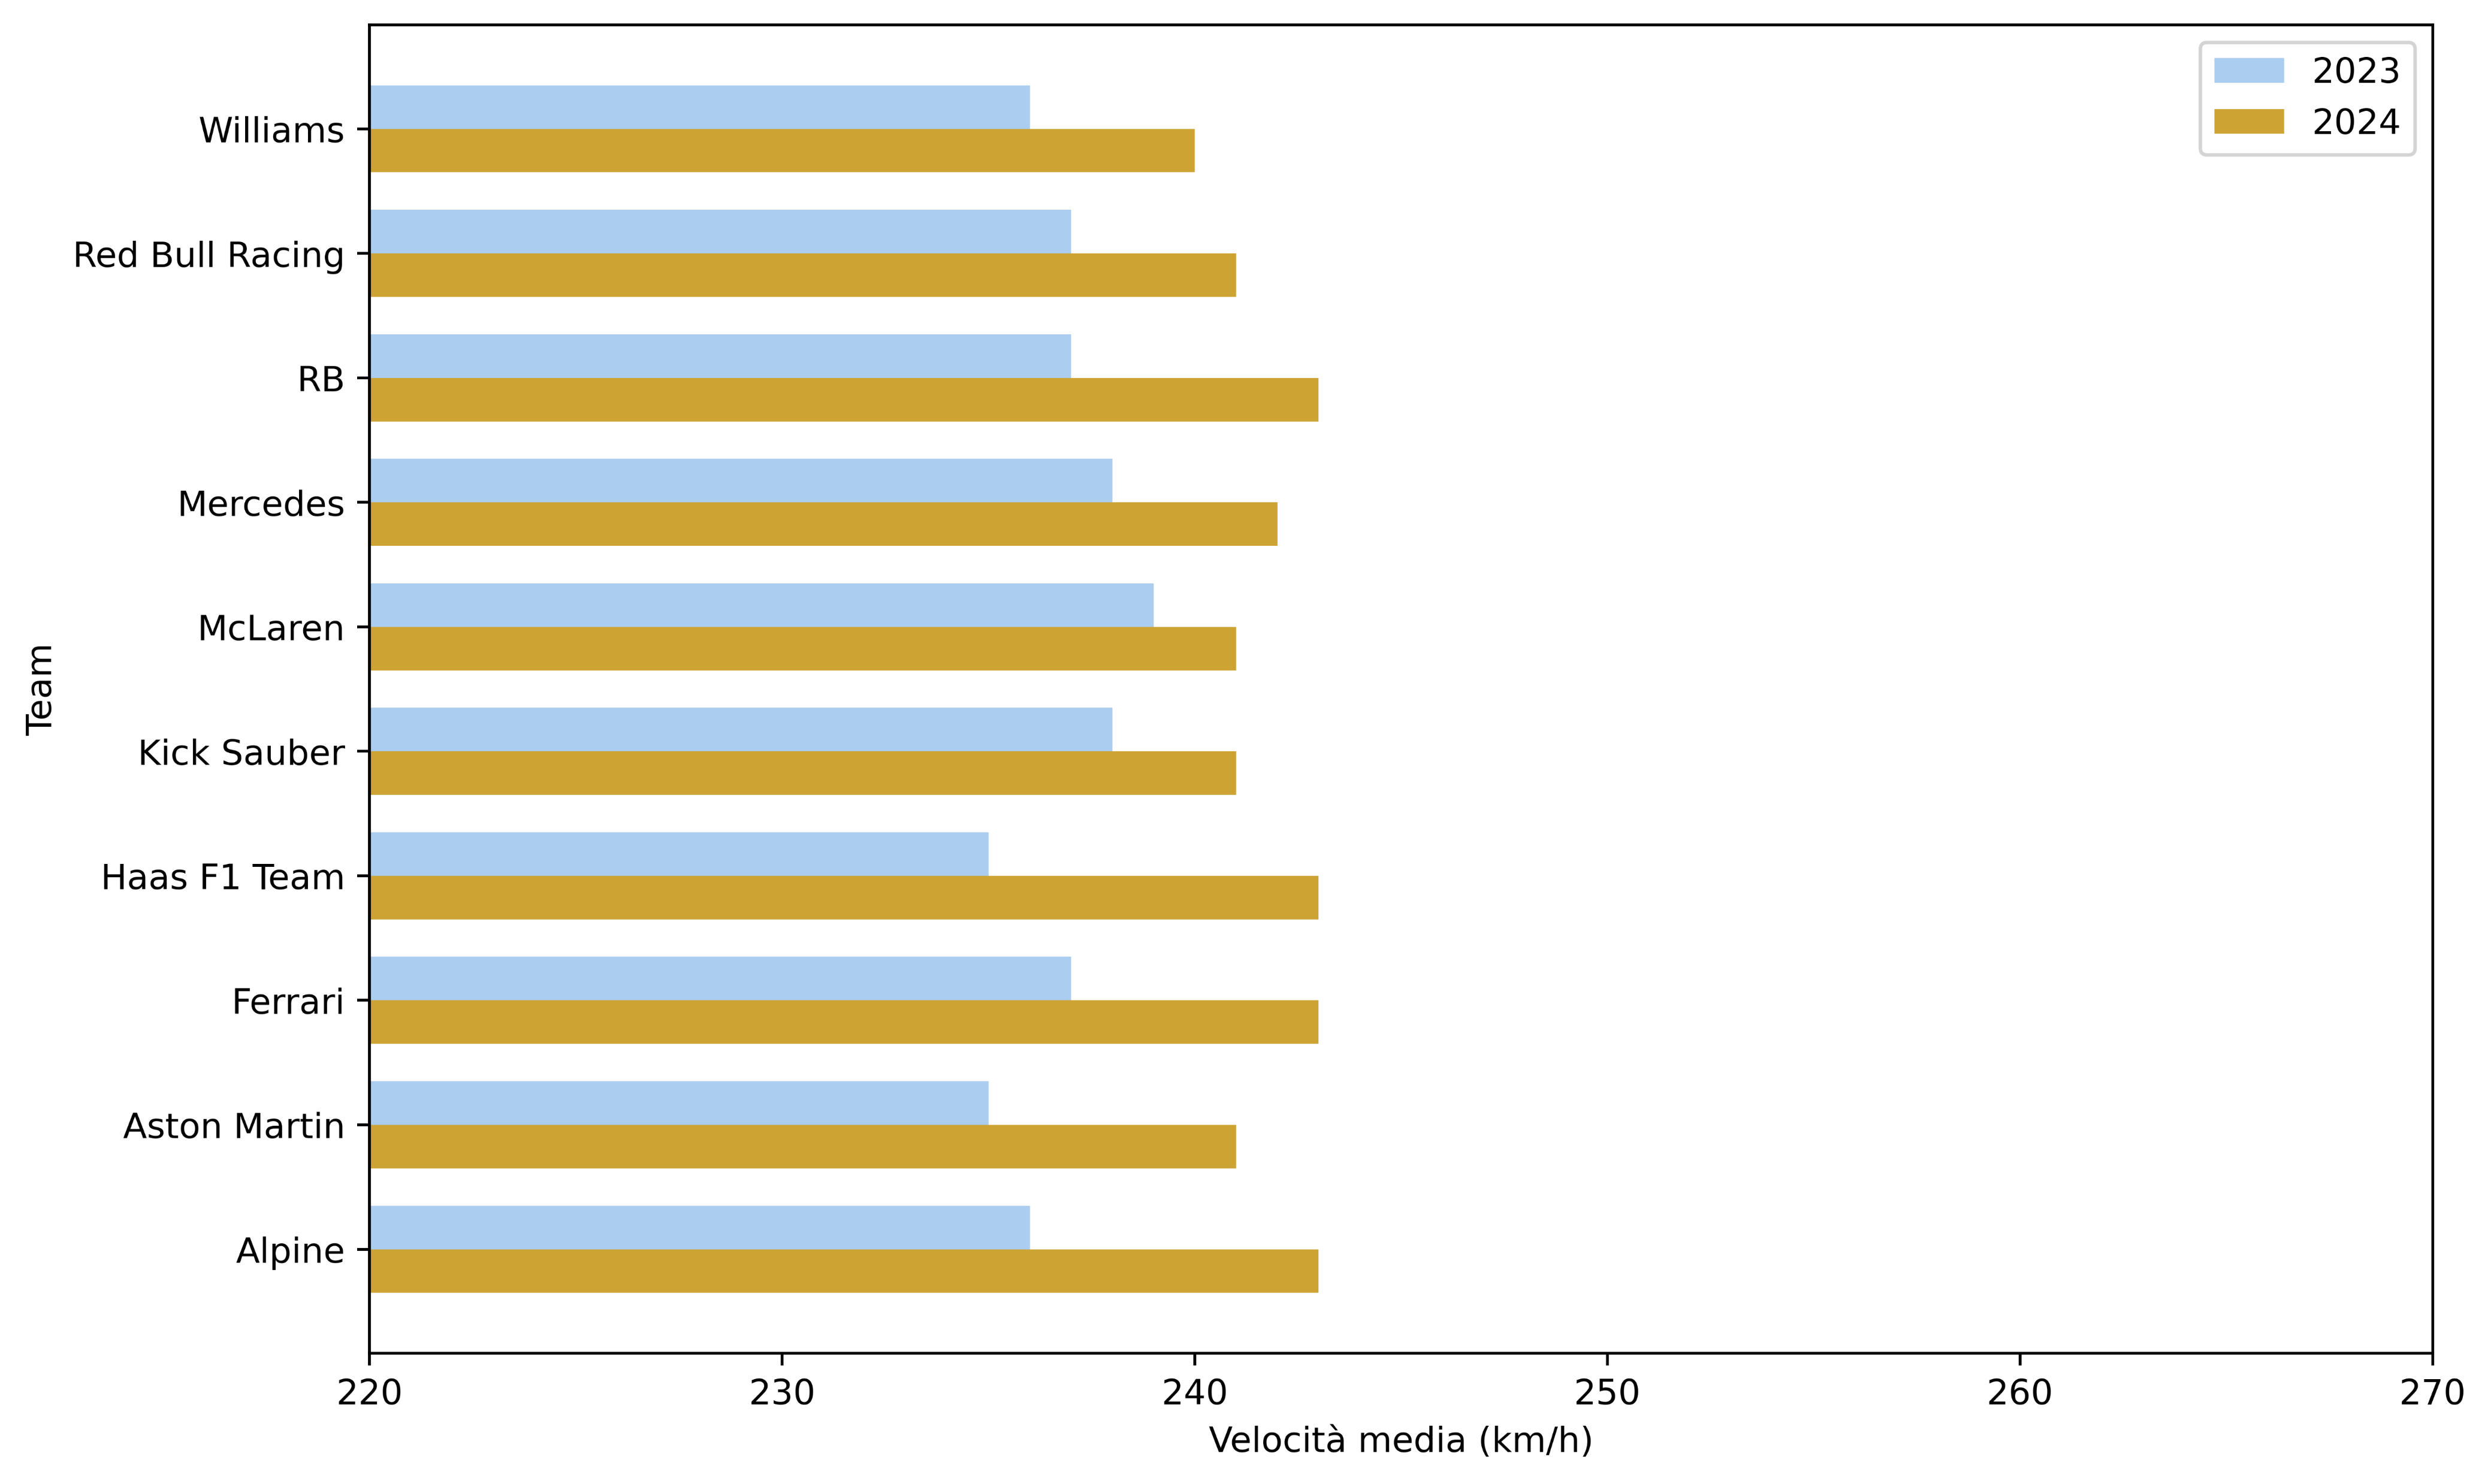 2023
2024
Williams
Red Bull Racing
RB
Mercedes
McLaren
Kick Sauber
Haas F1 Team
Ferrari
Aston Martin
Alpine
Team
220 230 240 250 260 270
Velocità media (km/h)